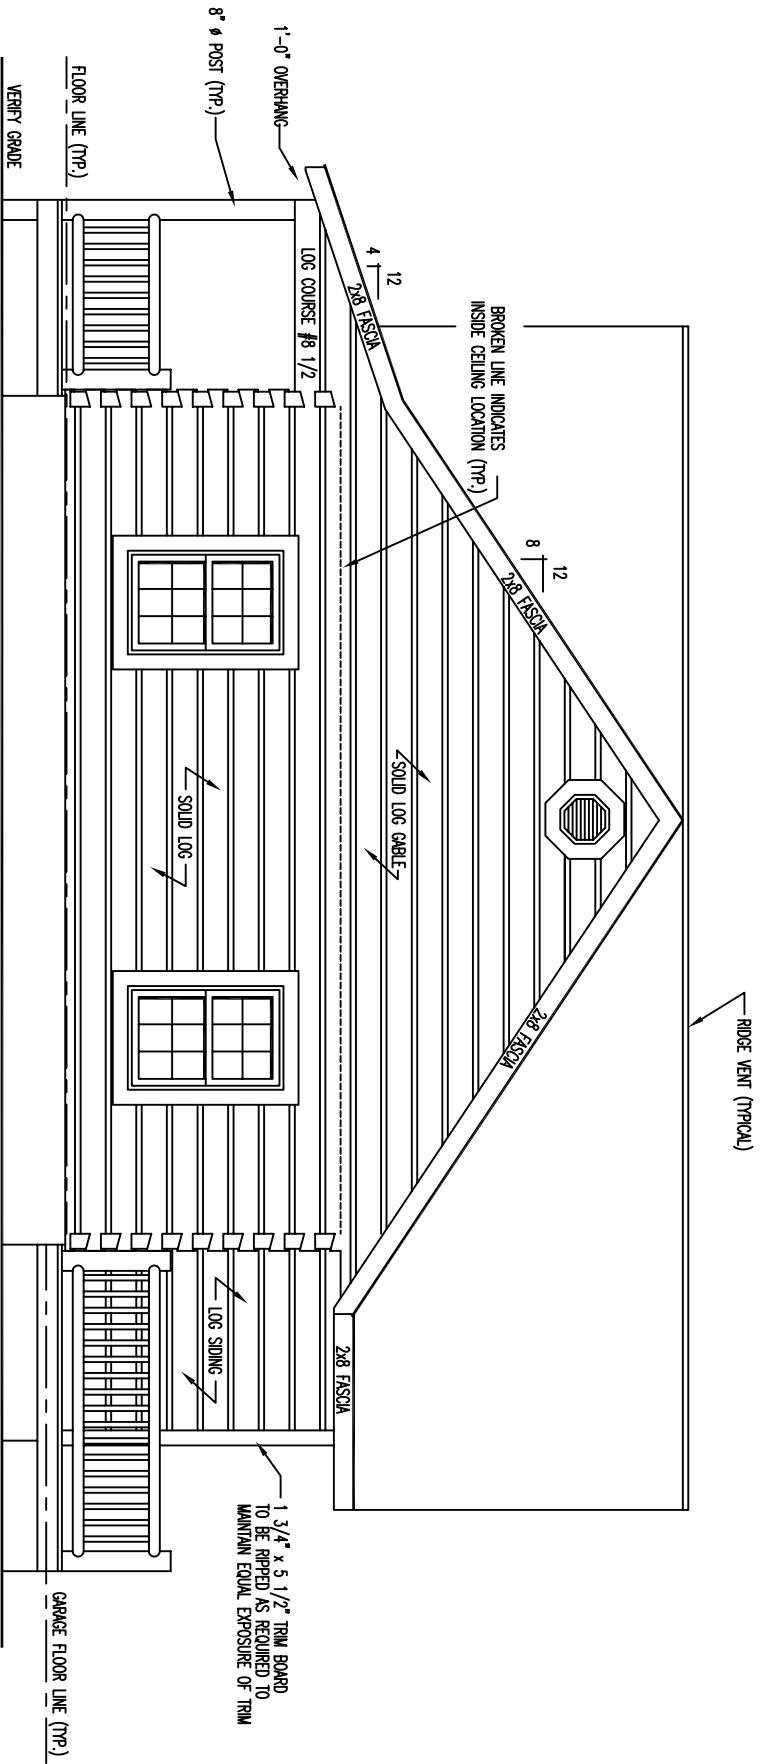 RIDGE VENT (TYPICAL)
BROKEN LINE INDICATES
INSIDE CEILING LOCATION (TYP.)
12
8
2x8 FASCIA
2x8 FASCIA
12
4
2x8 FASCIA
SOLID LOG GABLE
1'-0" OVERHANG
LOG COURSE #8 1/2
2x8 FASCIA
8" ø POST (TYP.)
SOLID LOG
LOG SIDING
1 3/4" x 5 1/2" TRIM BOARD
TO BE RIPPED AS REQUIRED TO
MAINTAIN EQUAL EXPOSURE OF TRIM
FLOOR LINE (TYP.)
GARAGE FLOOR LINE (TYP.)
VERIFY GRADE